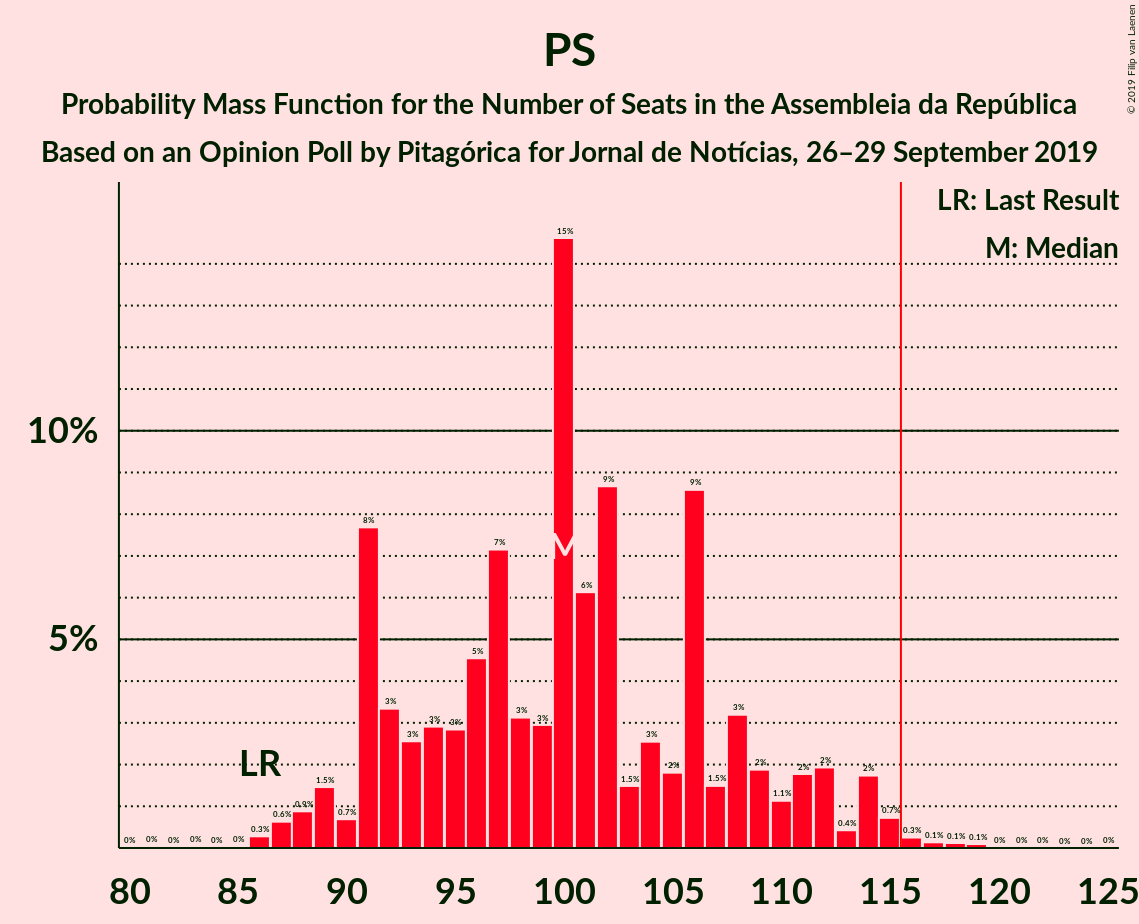 © 2019 Filip van Laenen
PS
Probability Mass Function for the Number of Seats in the Assembleia da República
Based on an Opinion Poll by Pitagórica for Jornal de Notícias, 26–29 September 2019
LR: Last Result
M: Median
10%
5%
LR
M
0% 0% 0% 0% 0% 0% 0.3% 0.6% 0.9% 1.5% 0.7% 8% 3% 3% 3% 3% 5% 7% 3% 3% 15% 6% 9% 1.5% 3% 2% 9% 1.5% 3% 2% 1.1% 2% 2% 0.4% 2% 0.7% 0.3% 0.1% 0.1% 0.1% 0% 0% 0% 0% 0% 0%
80 85 90 95 100 105 110 115 120 125